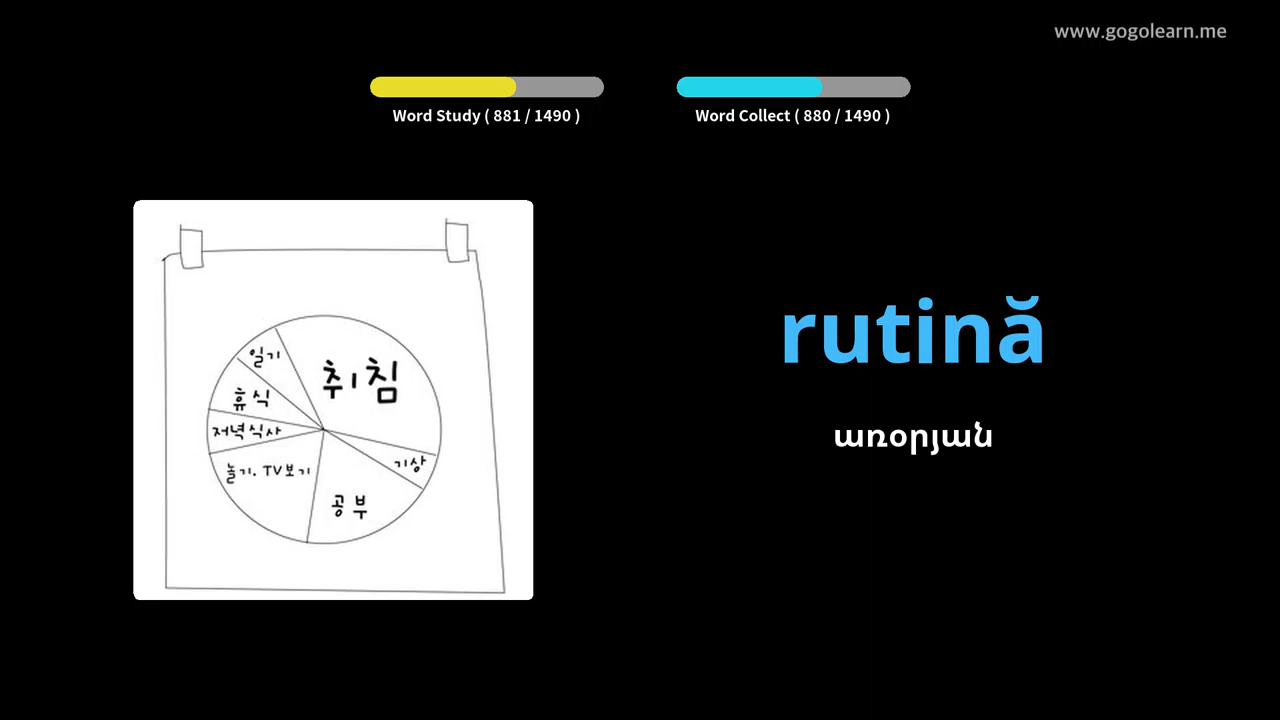 www.gogolearn.me
Word Study ( 881 / 1490 )
Word Collect ( 880 / 1490 )
일기
취침
휴식
저녁식사
놀기. TV보기
기상
공부
rutină
առօրյան